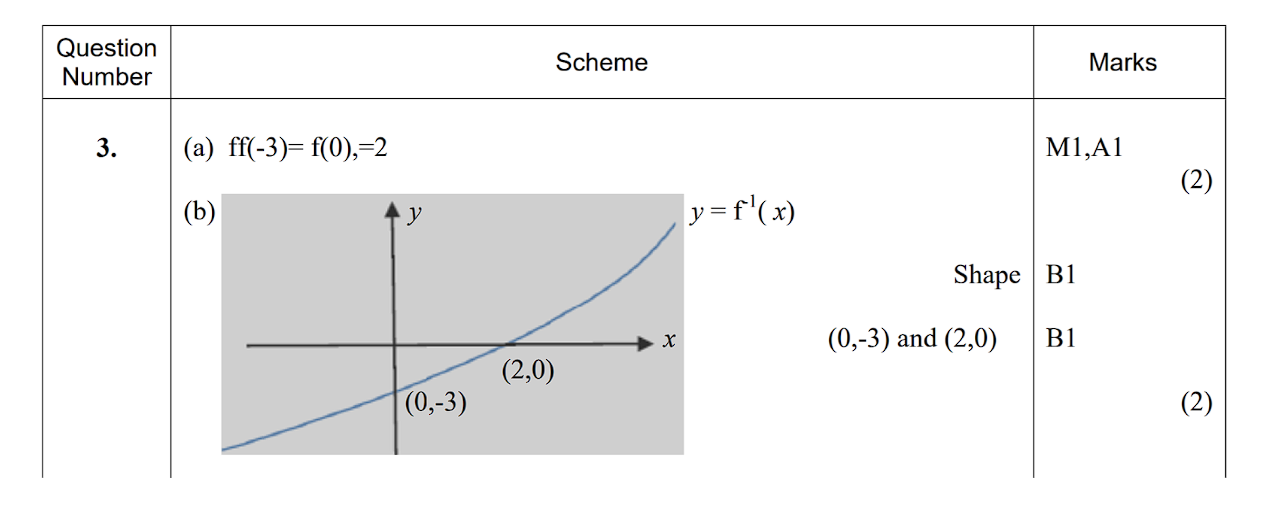 Question Number
Scheme
Marks
3.
(a) ff(-3)= f(0),=2
M1,A1
(2)
(b)
y
y = f⁻¹( x)
Shape
B1
x
(0,-3) and (2,0)
B1
(2,0)
(0,-3)
(2)